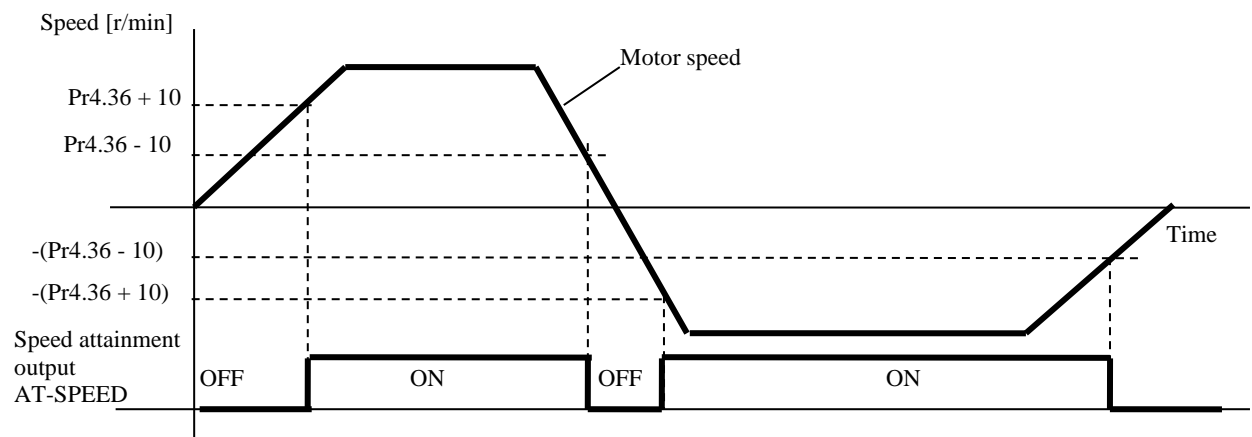 Speed [r/min]
Motor speed
Pr4.36 + 10
Pr4.36 - 10
Time
-(Pr4.36 - 10)
-(Pr4.36 + 10)
Speed attainment
output
AT-SPEED
OFF
ON
OFF
ON